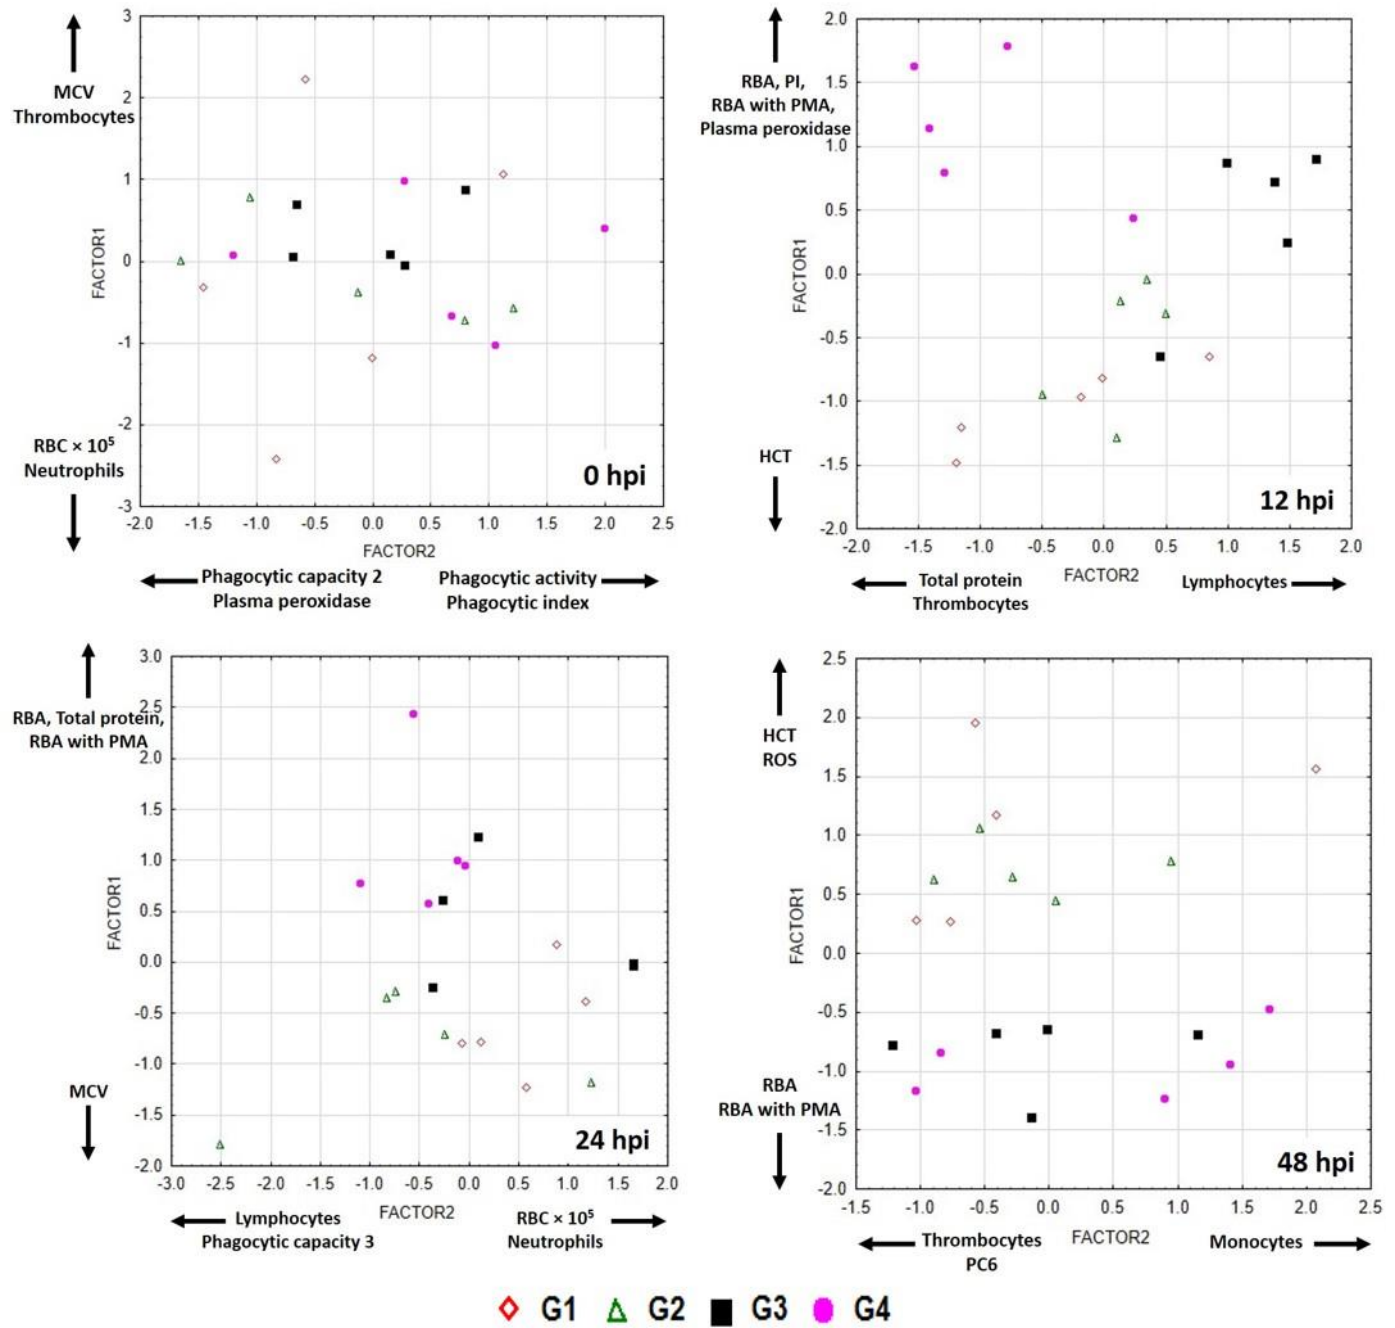 MCV
Thrombocytes
RBC × 10⁵
Neutrophils
FACTOR1
3
2
1
0
-1
-2
-3
0 hpi
-2.0 -1.5 -1.0 -0.5 0.0 0.5 1.0 1.5 2.0 2.5
FACTOR2
Phagocytic capacity 2
Plasma peroxidase
Phagocytic activity
Phagocytic index
RBA, PI,
RBA with PMA,
Plasma peroxidase
HCT
FACTOR1
2.0
1.5
1.0
0.5
0.0
-0.5
-1.0
-1.5
-2.0
12 hpi
-2.0 -1.5 -1.0 -0.5 0.0 0.5 1.0 1.5 2.0
FACTOR2
Total protein
Thrombocytes
Lymphocytes
RBA, Total protein,
RBA with PMA
MCV
FACTOR1
3.0
2.5
2.0
1.5
1.0
0.5
0.0
-0.5
-1.0
-1.5
-2.0
24 hpi
-3.0 -2.5 -2.0 -1.5 -1.0 -0.5 0.0 0.5 1.0 1.5 2.0
FACTOR2
Lymphocytes
Phagocytic capacity 3
RBC × 10⁵
Neutrophils
HCT
ROS
RBA
RBA with PMA
FACTOR1
2.5
2.0
1.5
1.0
0.5
0.0
-0.5
-1.0
-1.5
-2.0
48 hpi
-1.5 -1.0 -0.5 0.0 0.5 1.0 1.5 2.0 2.5
FACTOR2
Thrombocytes
PC6
Monocytes
G1 G2 G3 G4